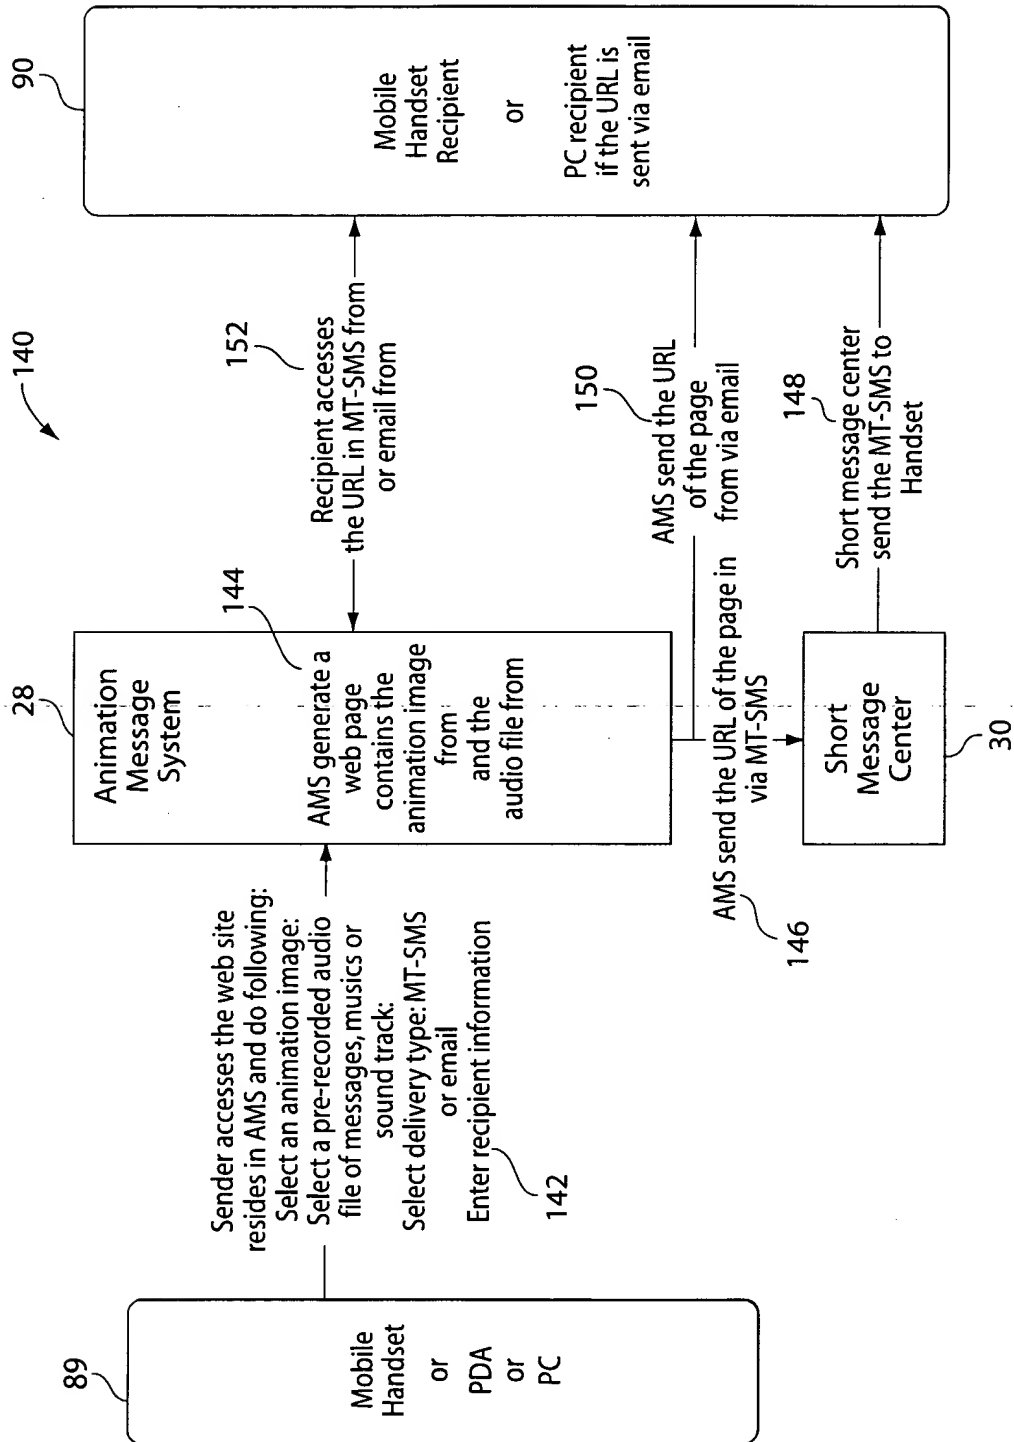 140
89
Mobile
Handset
or
PDA
or
PC
Sender accesses the web site
resides in AMS and do following:
Select an animation image:
Select a pre-recorded audio
file of messages, musics or
sound track:
Select delivery type: MT-SMS
or email
Enter recipient information
142
28
Animation
Message
System
144
AMS generate a
web page
contains the
animation image
from
and the
audio file from
152
Recipient accesses
the URL in MT-SMS from
or email from
90
Mobile
Handset
Recipient
or
PC recipient
if the URL is
sent via email
150
AMS send the URL
of the page
from via email
AMS send the URL of the page in
via MT-SMS
146
148
Short message center
send the MT-SMS to
Handset
Short
Message
Center
30